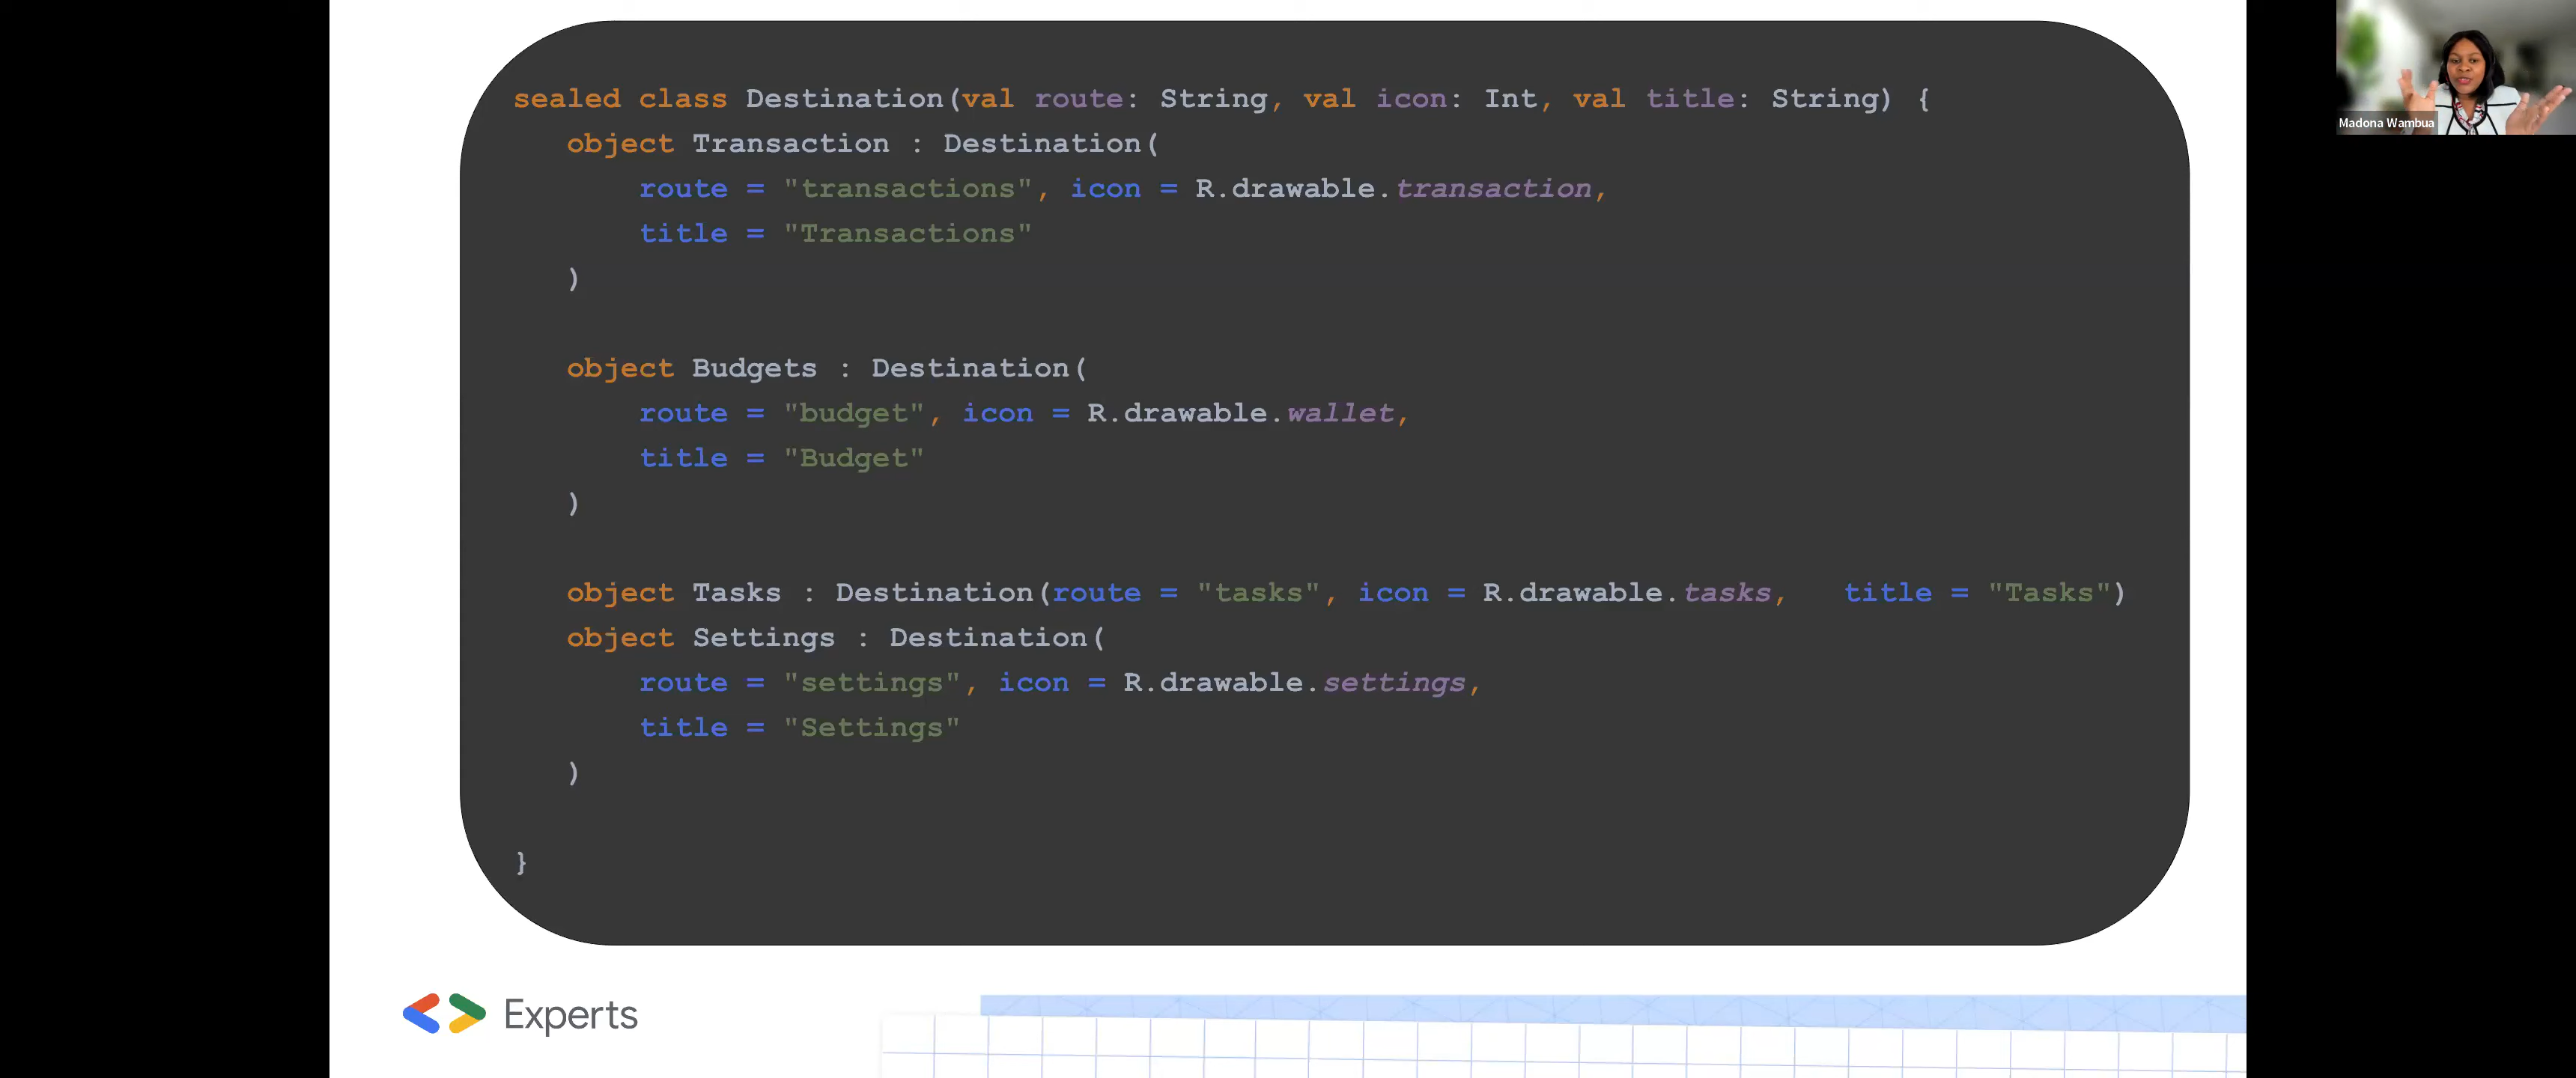 sealed class Destination(val route: String, val icon: Int, val title: String) {
object Transaction : Destination(
route = "transactions", icon = R.drawable.transaction,
title = "Transactions"
)
object Budgets : Destination(
route = "budget", icon = R.drawable.wallet,
title = "Budget"
)
object Tasks : Destination(route = "tasks", icon = R.drawable.tasks, title = "Tasks")
object Settings : Destination(
route = "settings", icon = R.drawable.settings,
title = "Settings"
)
}
Experts
Madona Wambua